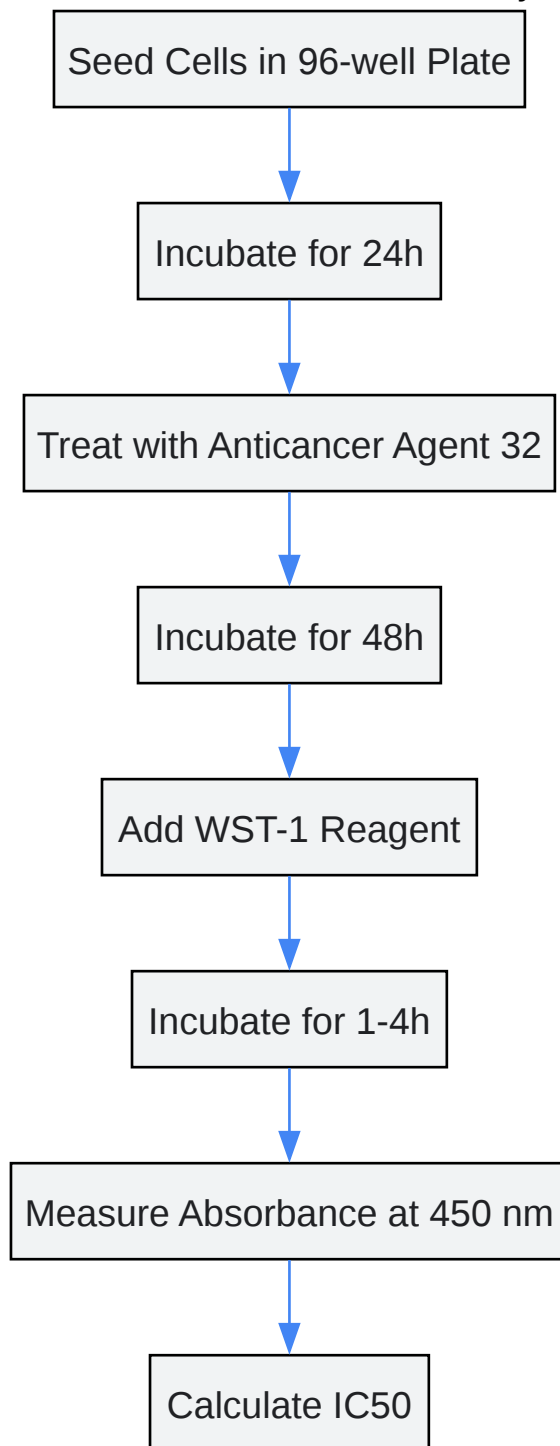 Seed Cells in 96-well Plate
Incubate for 24h
Treat with Anticancer Agent 32
Incubate for 48h
Add WST-1 Reagent
Incubate for 1-4h
Measure Absorbance at 450 nm
Calculate IC50